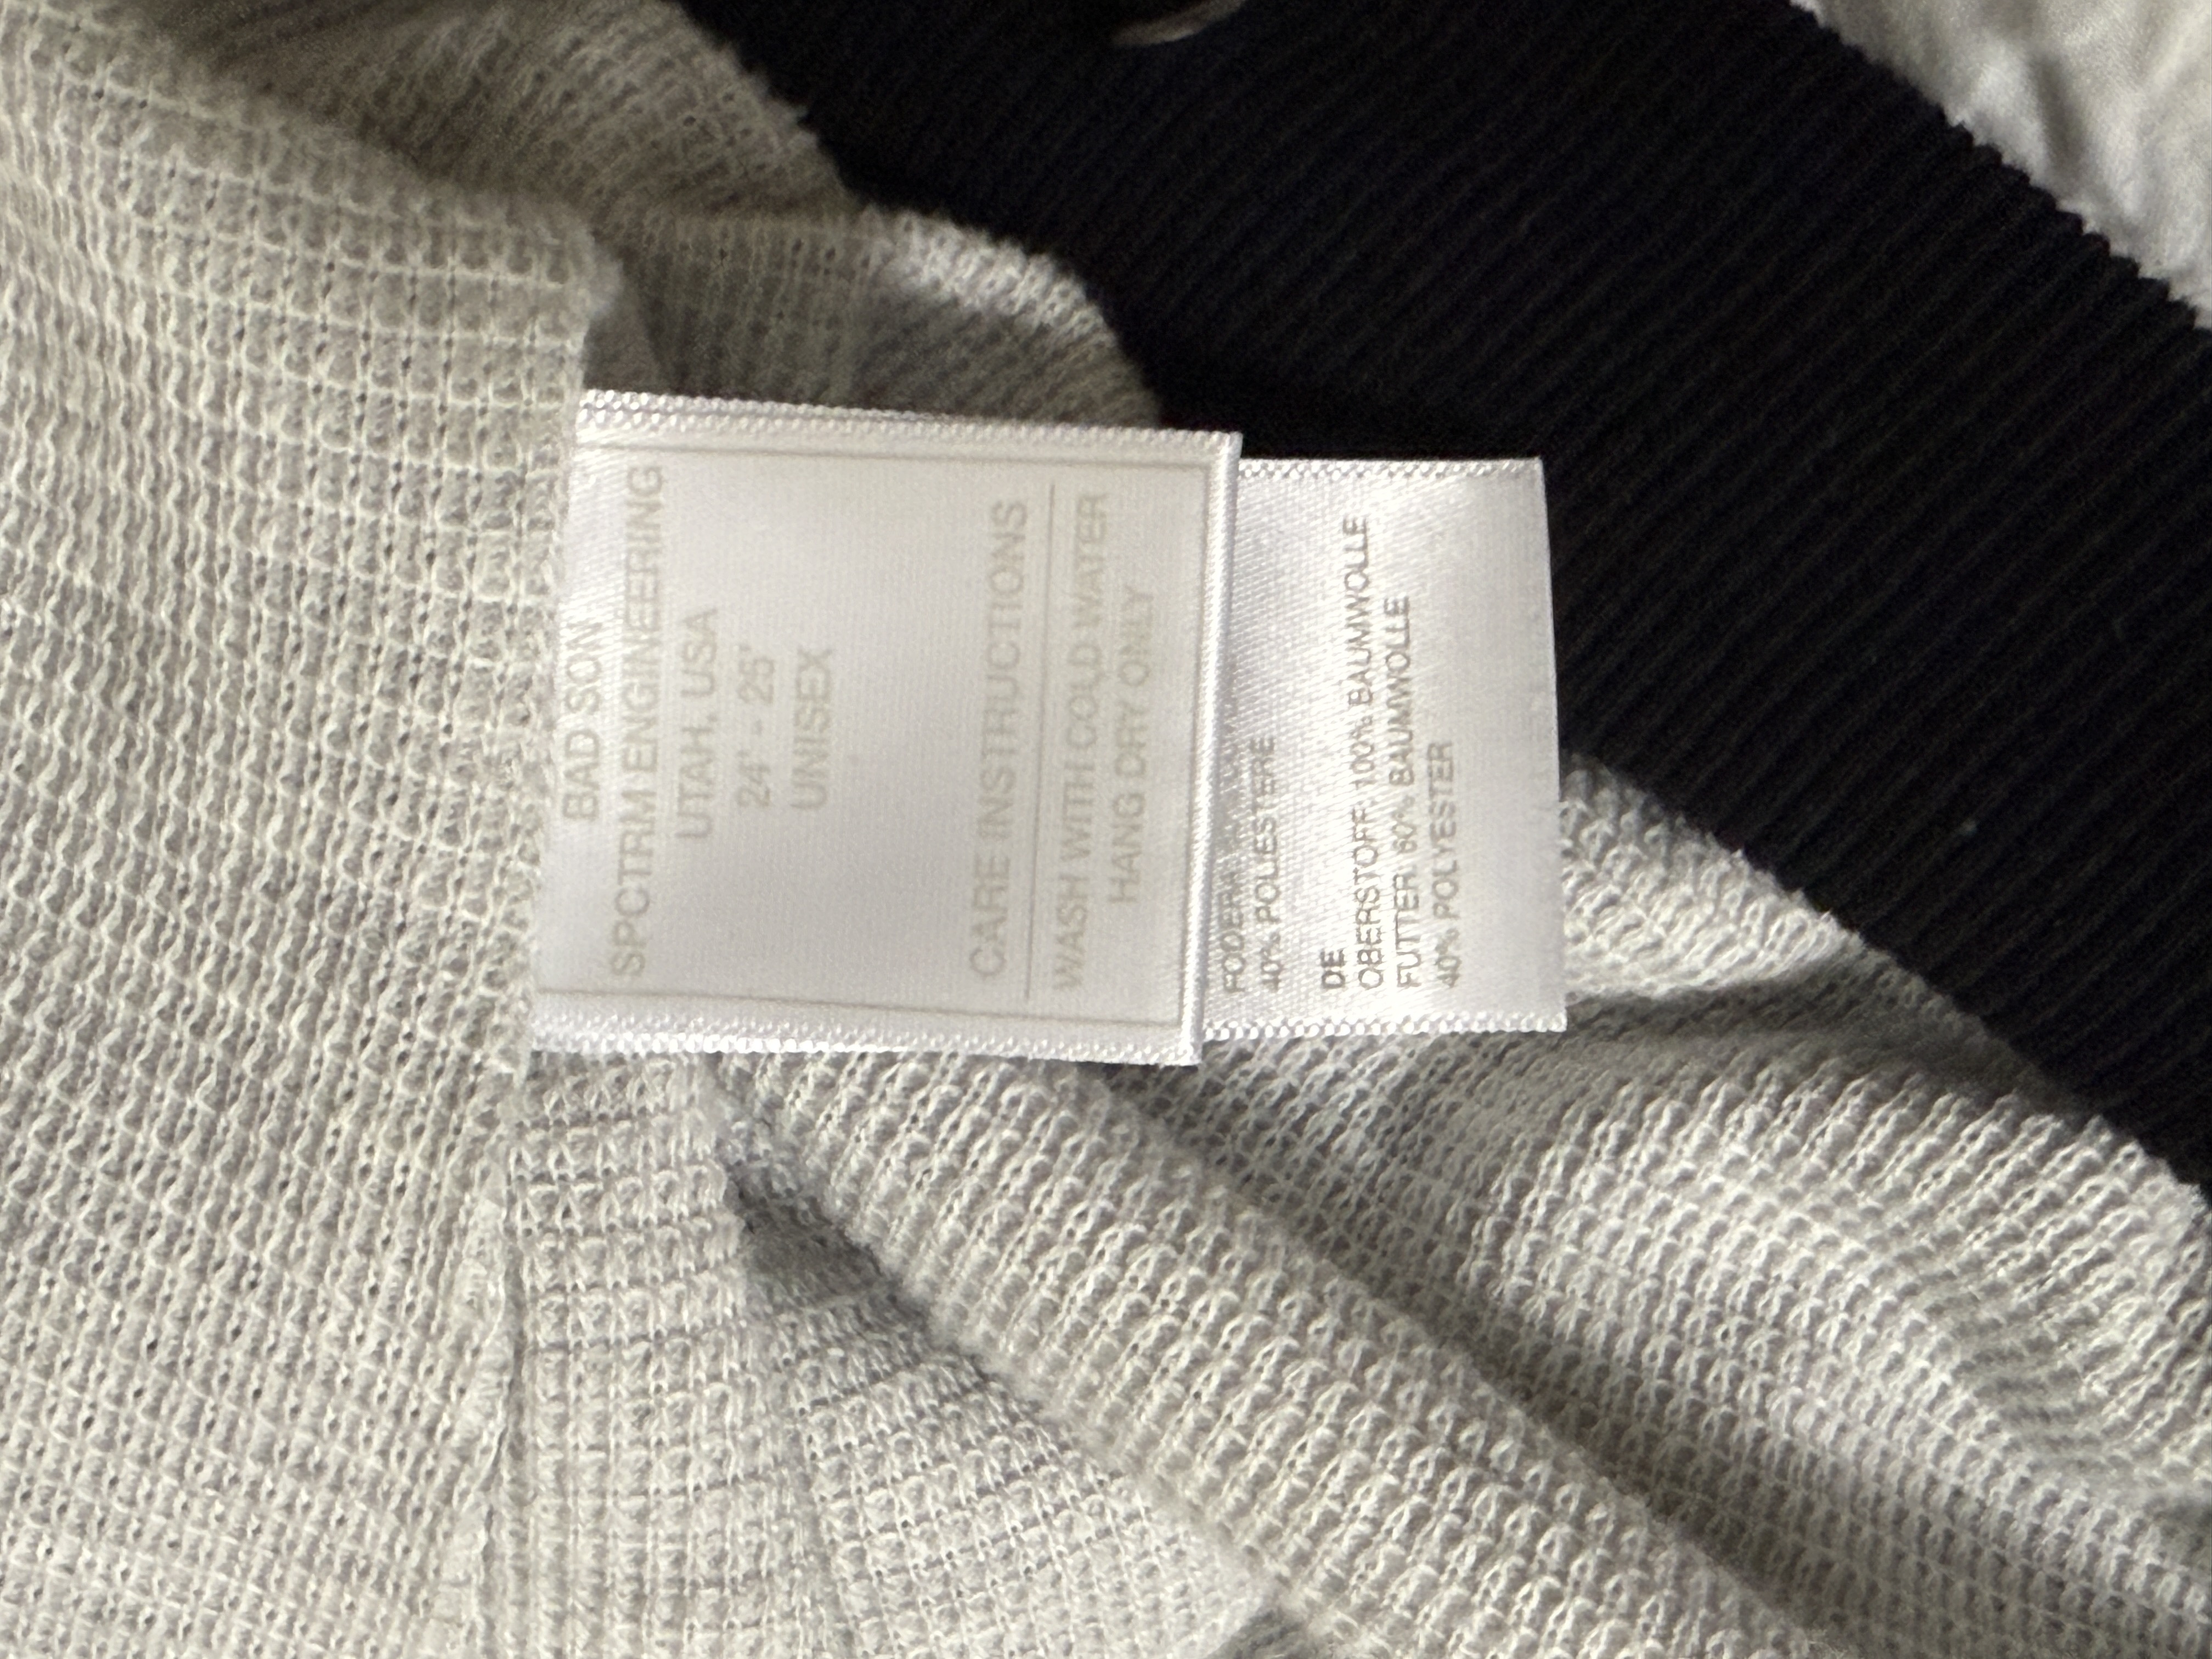 BAD SON
SPCTRM ENGINEERING
UTAH, USA
24' - 25'
UNISEX
CARE INSTRUCTIONS
WASH WITH COLD WATER
HANG DRY ONLY
40% POLIESTERE
DE
OBERSTOFF: 100% BAUMWOLLE
FUTTER 60% BAUMWOLLE
40% POLYESTER